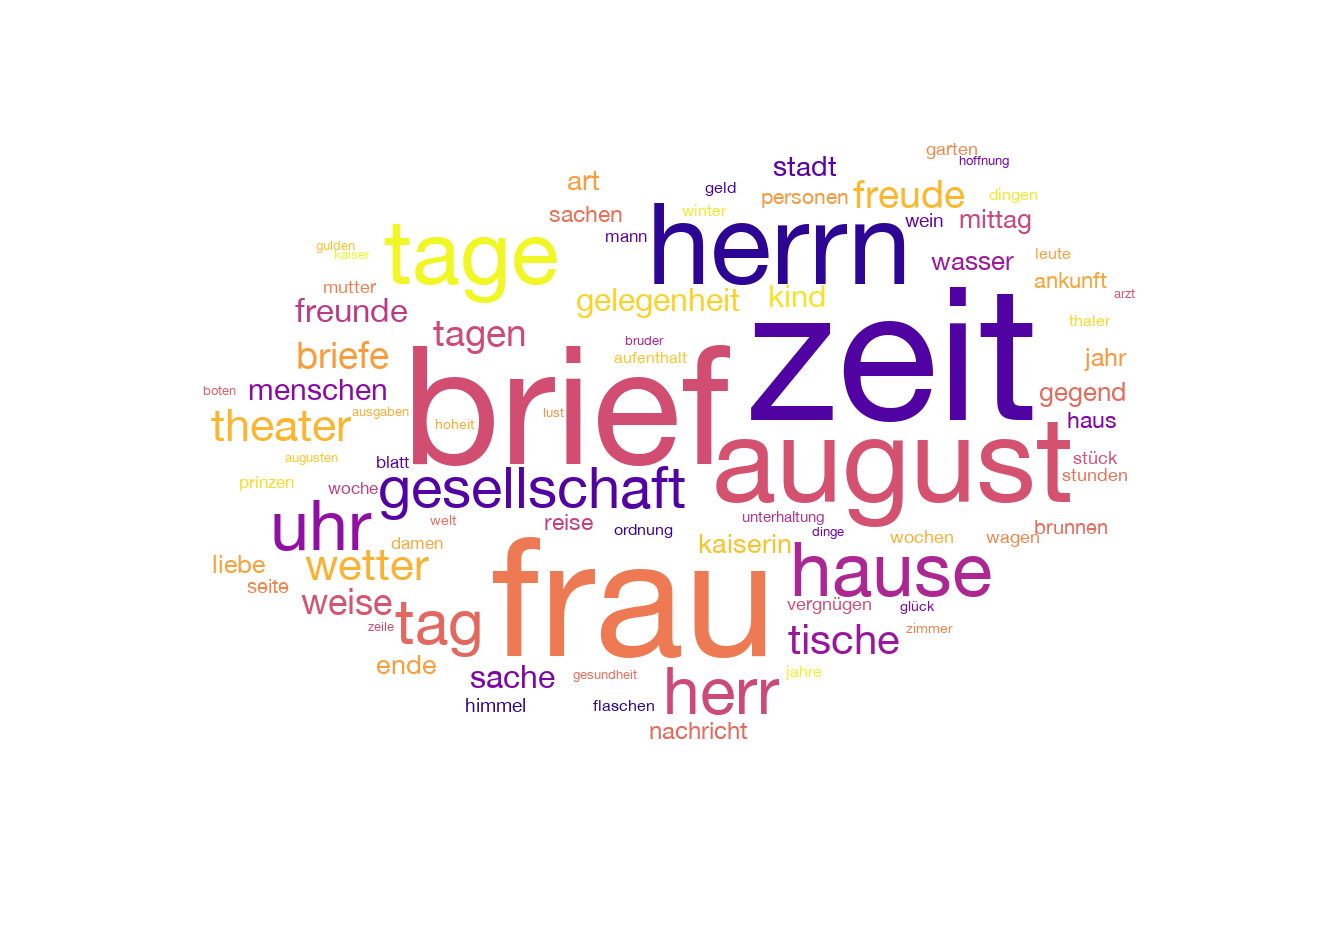 garten
hoffnung
stadt
art
geld
personen
freude
dingen
sachen
winter
wein
mittag
mann
herrn
tage
gulden
kaiser
leute
wasser
ankunft
mutter
arzt
freunde
gelegenheit
kind
thaler
tagen
bruder
zeit
briefe
aufenthalt
jahr
boten
menschen
brief
gegend
theater
ausgaben
hoheit
lust
haus
augusten
blatt
august
stück
prinzen
woche
gesellschaft
stunden
uhr
welt
reise
ordnung
unterhaltung
dinge
brunnen
damen
kaiserin
wochen
wagen
liebe
wetter
seite
frau
hause
weise
vergnügen
glück
zeile
tag
tische
zimmer
ende
sache
gesundheit
jahre
himmel
flaschen
herr
nachricht